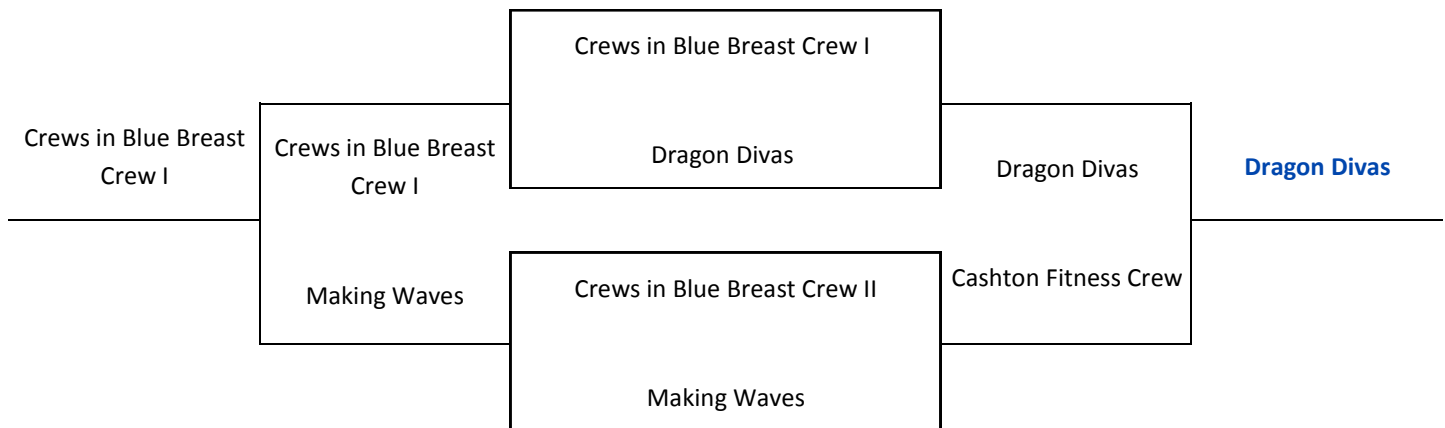 Crews in Blue Breast Crew I
Crews in Blue Breast
Crew I
Crews in Blue Breast
Crew I
Dragon Divas
Dragon Divas
Dragon Divas
Making Waves
Crews in Blue Breast Crew II
Cashton Fitness Crew
Making Waves